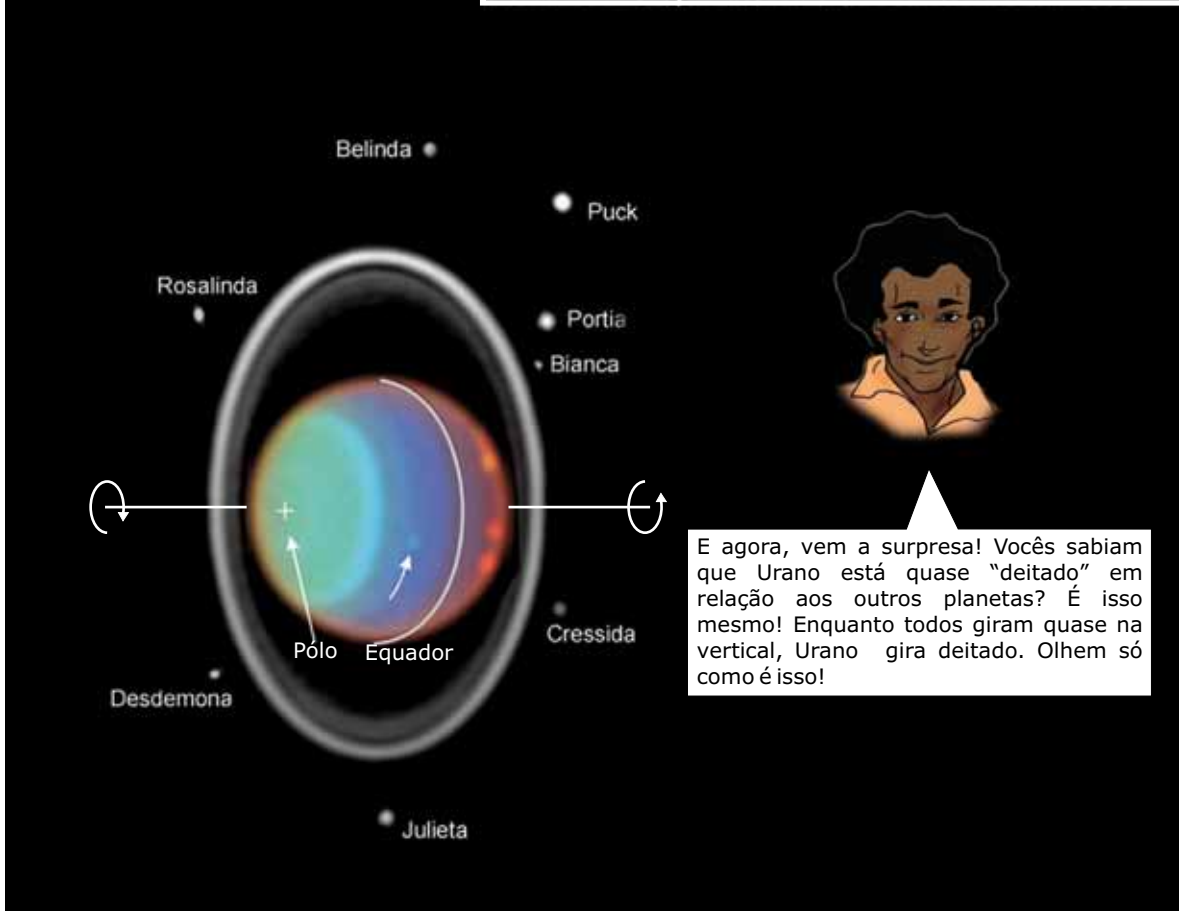 Belinda
Puck
Rosalinda
Portia
Bianca
Pólo
Equador
Cressida
Desdemona
Julieta
E agora, vem a surpresa! Vocês sabiam
que Urano está quase “deitado” em
relação aos outros planetas? É isso
mesmo! Enquanto todos giram quase na
vertical, Urano gira deitado. Olhem só
como é isso!